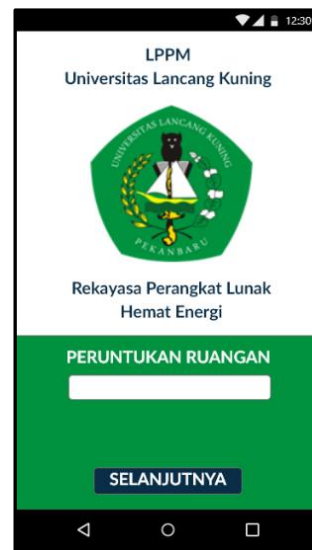 12:30
LPPM
Universitas Lancang Kuning
UNIVERSITAS LANCANG KUNING
PEKANBARU
Rekayasa Perangkat Lunak
Hemat Energi
PERUNTUKAN RUANGAN
SELANJUTNYA